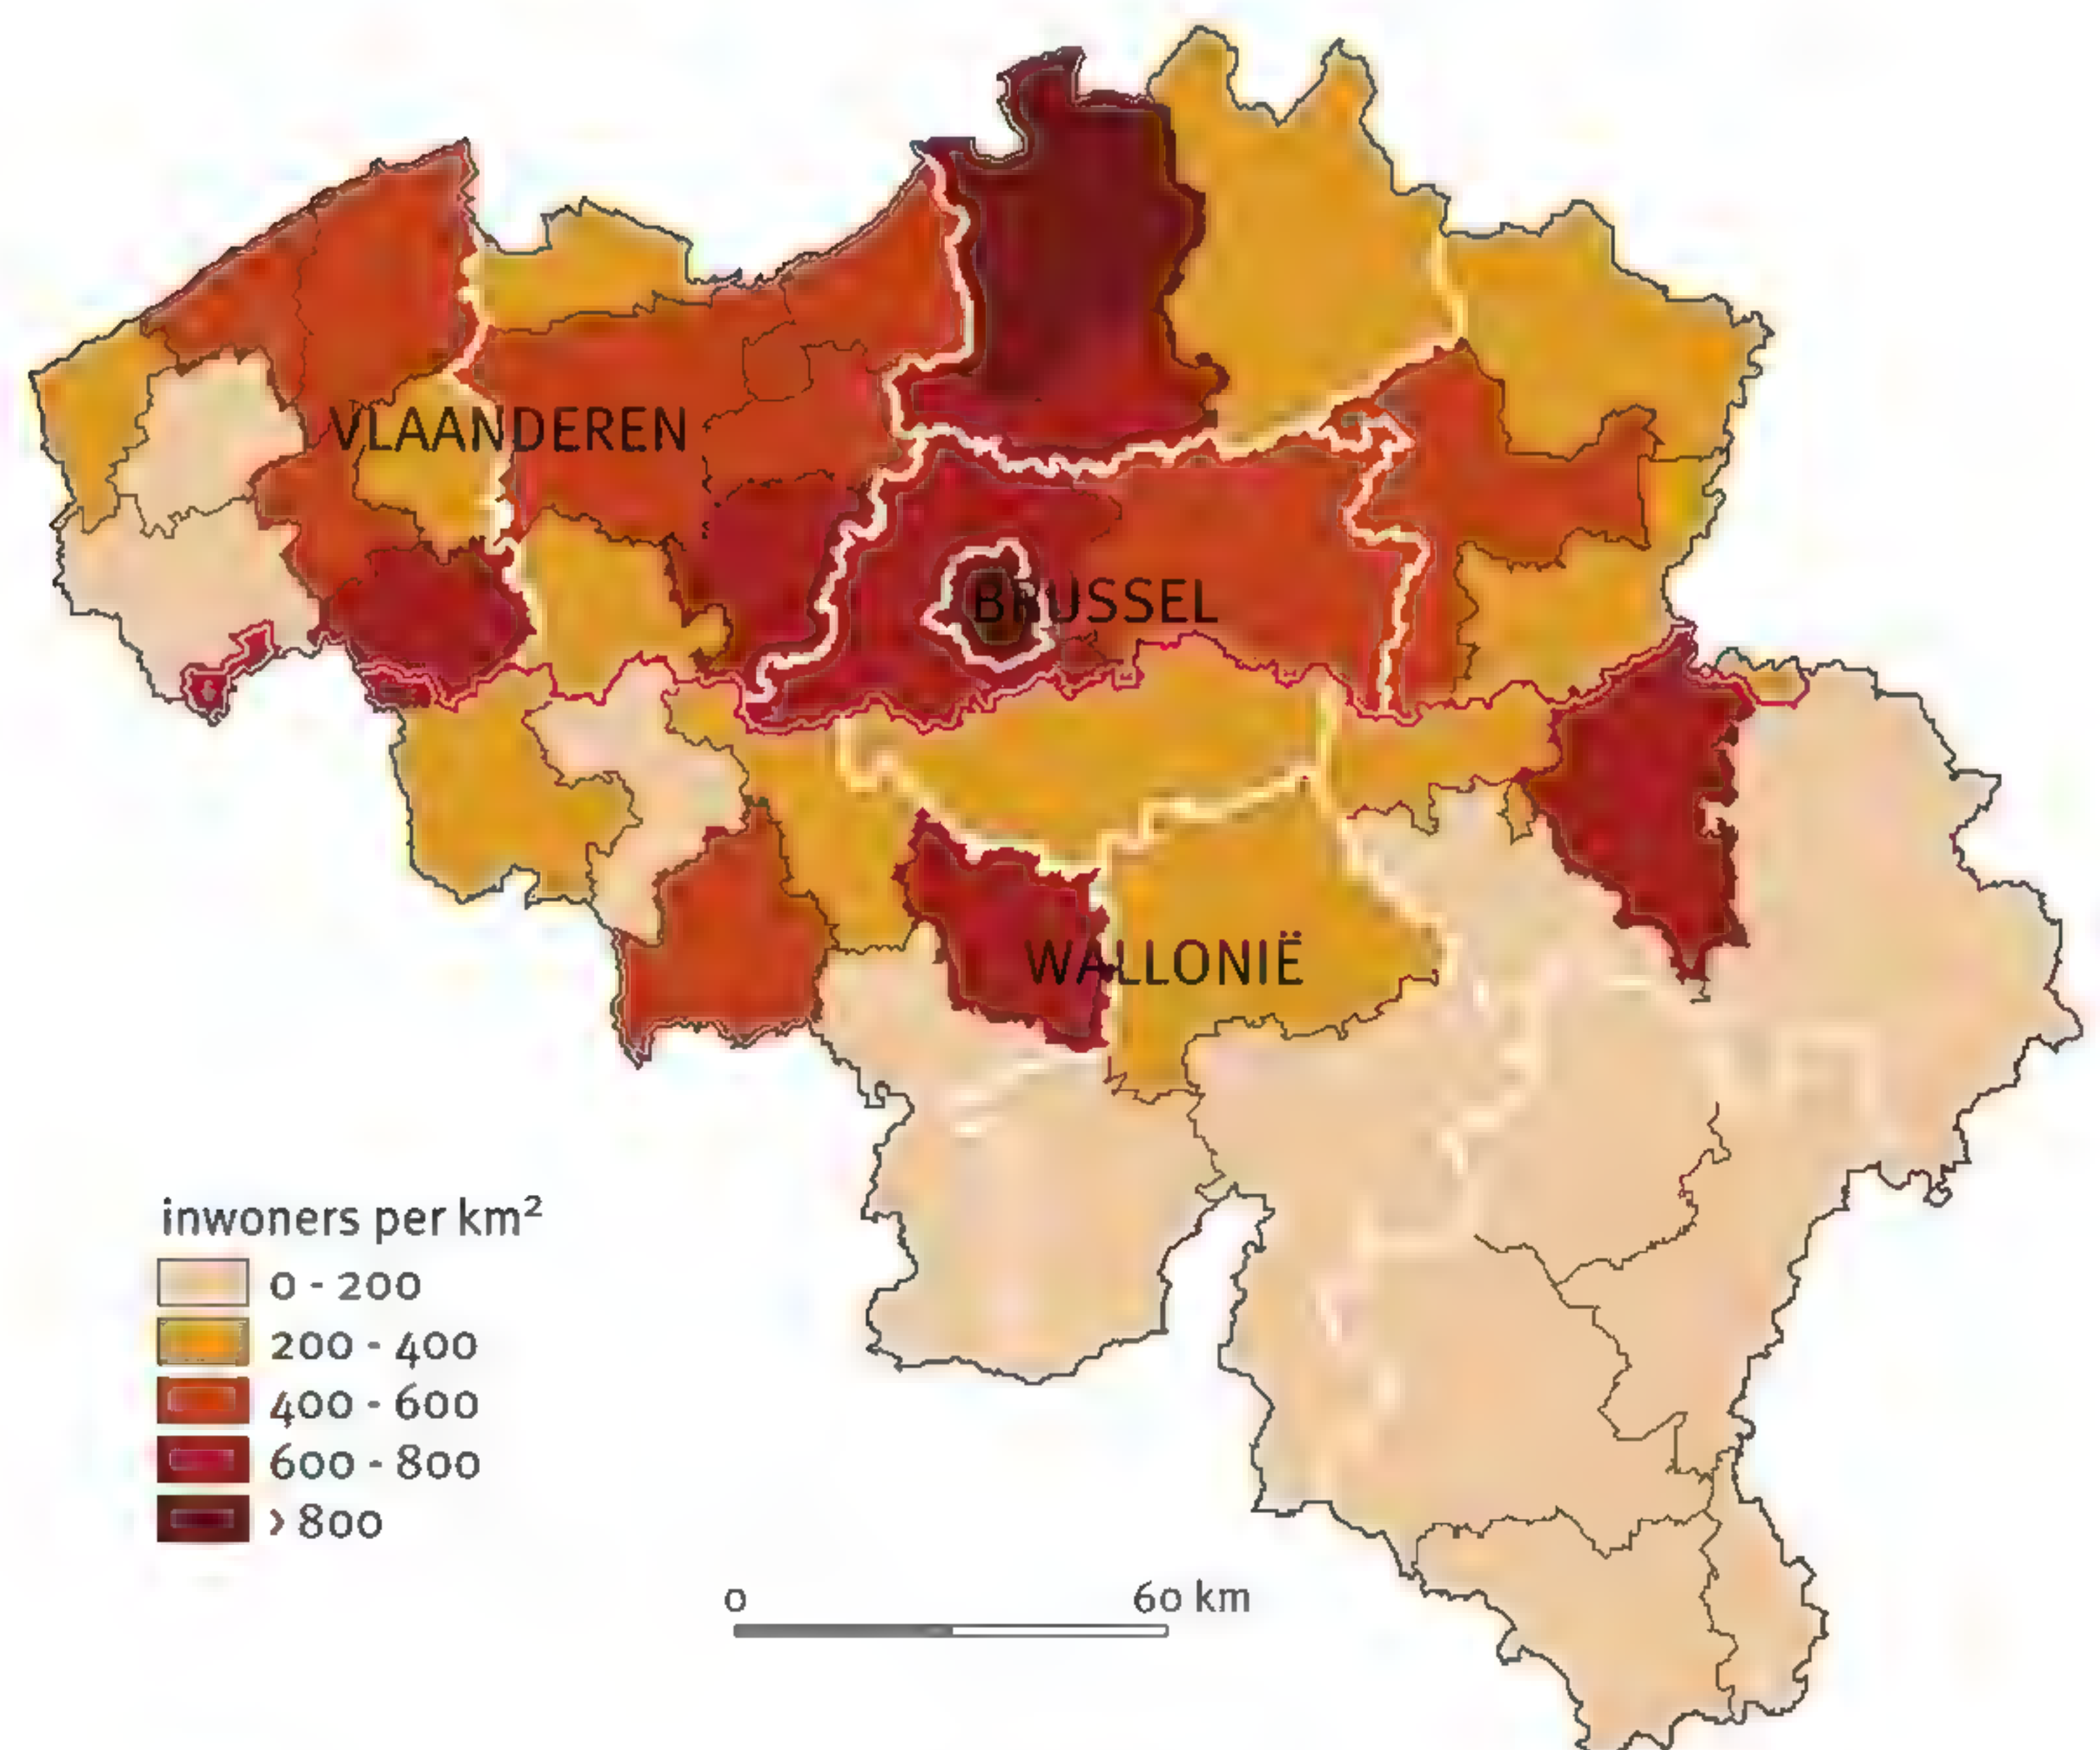 VLAANDEREN
BRUSSEL
WALLONIË
inwoners per km²
0 - 200
200 - 400
400 - 600
600 - 800
> 800
0 60 km